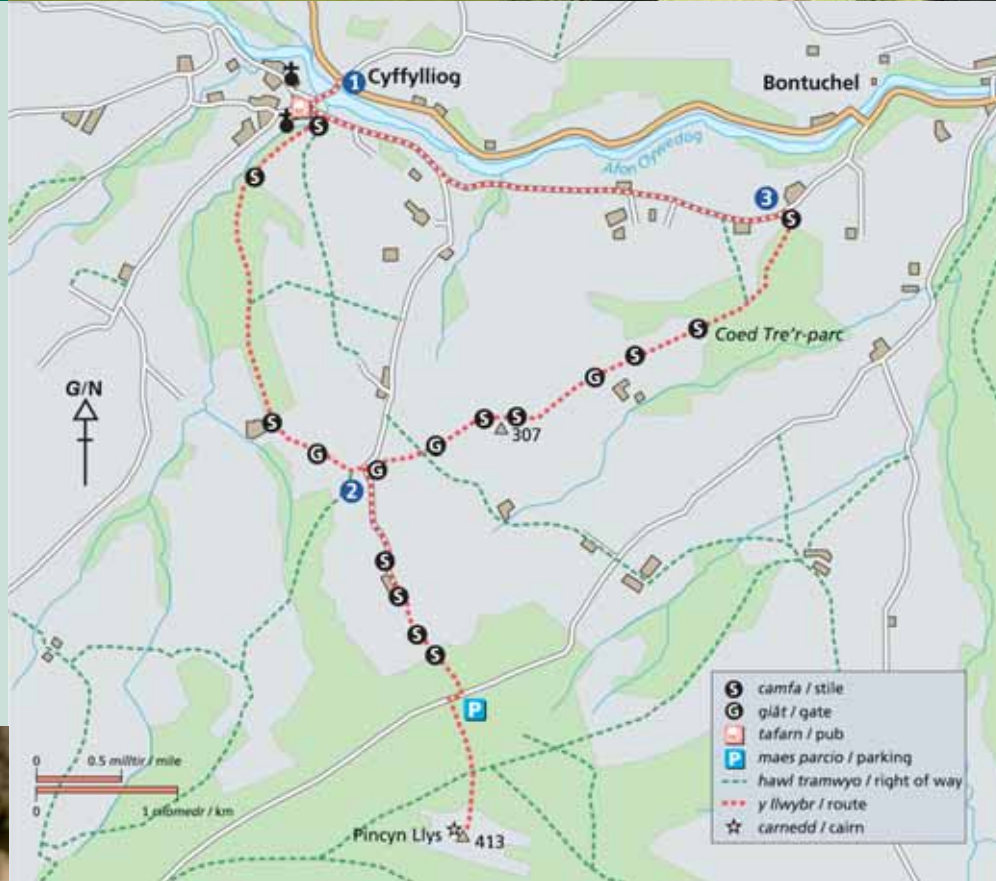 1 Cyffylliog
Bontuchel
Afon Clywedog
3
S
S
S
S
S
Coed Tre'r-parc
G
G/N
S
S
S
307
G
G
G
2
S
S
S
S
P
S camfa / stile
G giât / gate
tafarn / pub
P maes parcio / parking
hawl tramwyo / right of way
y llwybr / route
carnedd / cairn
0 0.5 milltir / mile
0 1 cilomedr / km
Pincyn Llys 413